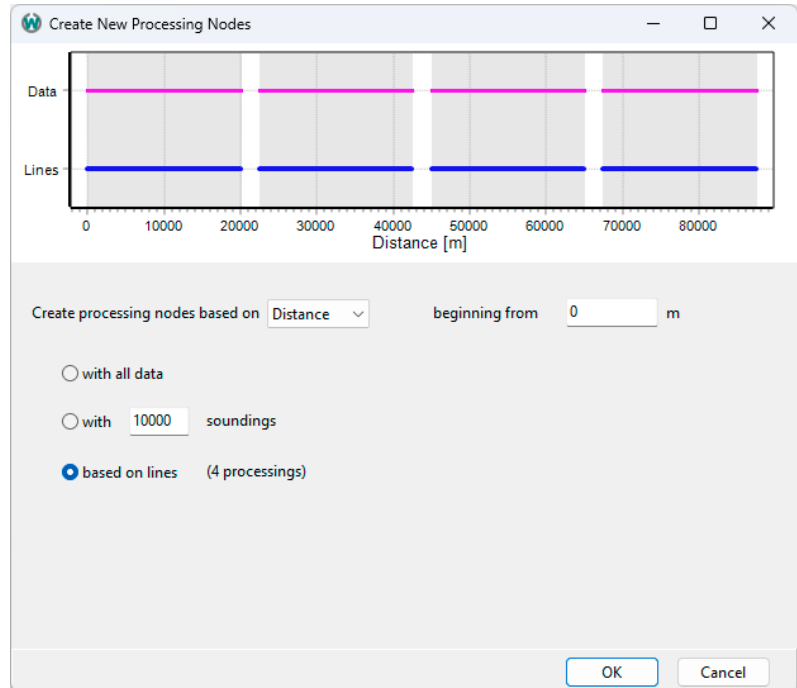 Create New Processing Nodes
Data
Lines
0 10000 20000 30000 40000 50000 60000 70000 80000
Distance [m]
Create processing nodes based on Distance beginning from 0 m
with all data
with 10000 soundings
based on lines (4 processings)
OK Cancel